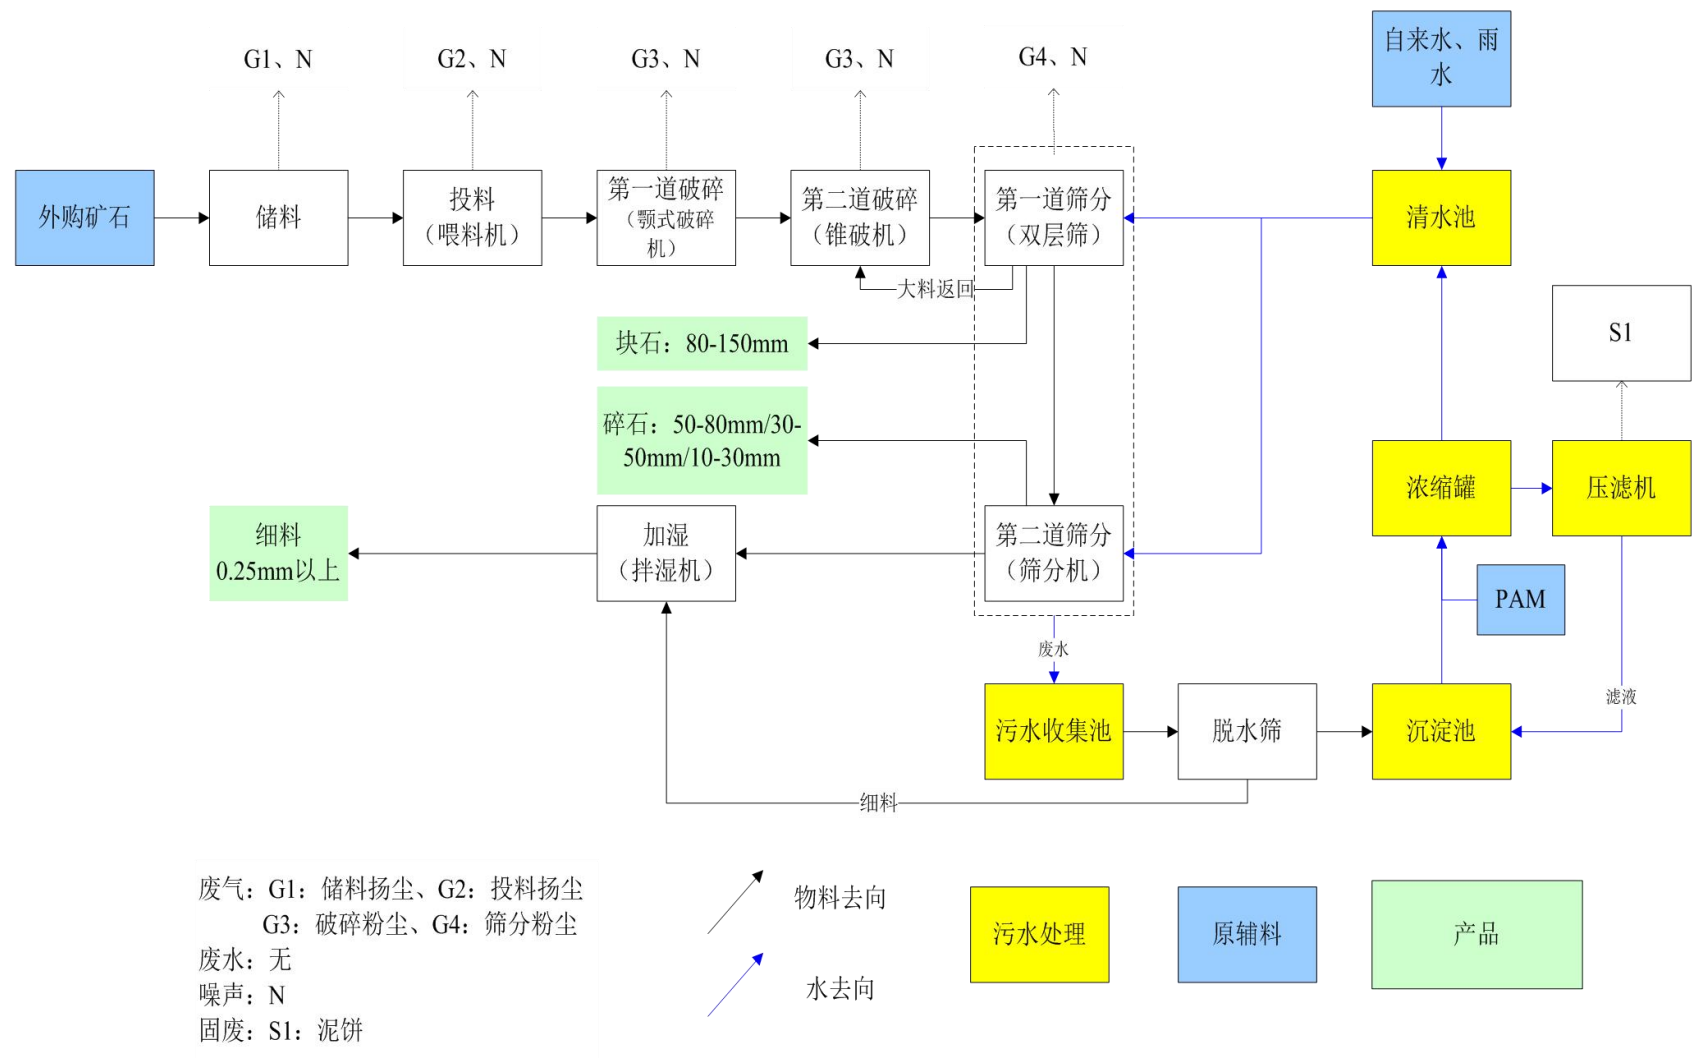 G1、N
G2、N
G3、N
G3、N
G4、N
自来水、雨
水
外购矿石
储料
投料
（喂料机）
第一道破碎
（颚式破碎
机）
第二道破碎
（锥破机）
第一道筛分
（双层筛）
清水池
大料返回
块石：80-150mm
S1
碎石：50-80mm/30-
50mm/10-30mm
浓缩罐
压滤机
细料
0.25mm以上
加湿
（拌湿机）
第二道筛分
（筛分机）
PAM
废水
滤液
污水收集池
脱水筛
沉淀池
细料
废气：G1：储料扬尘、G2：投料扬尘
G3：破碎粉尘、G4：筛分粉尘
废水：无
噪声：N
固废：S1：泥饼
物料去向
水去向
污水处理
原辅料
产品